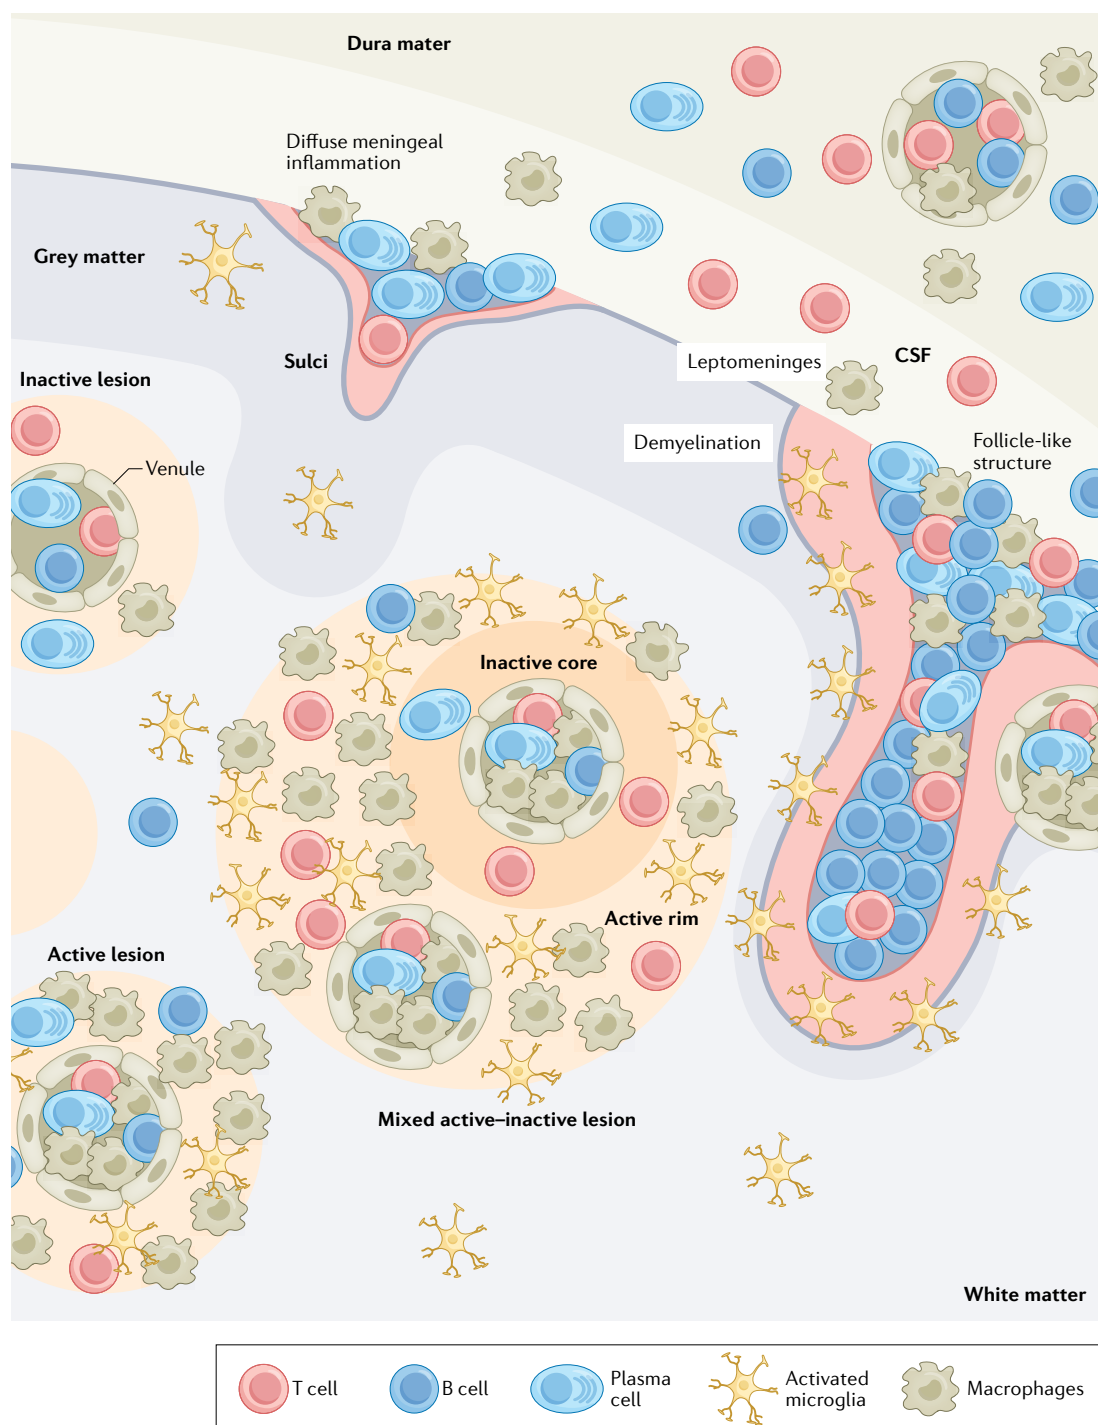 Dura mater
Diffuse meningeal
inflammation
Grey matter
Sulci
Leptomeninges
CSF
Inactive lesion
Demyelination
Follicle-like
structure
Venule
Inactive core
Active rim
Active lesion
Mixed active–inactive lesion
White matter
T cell
B cell
Plasma
cell
Activated
microglia
Macrophages